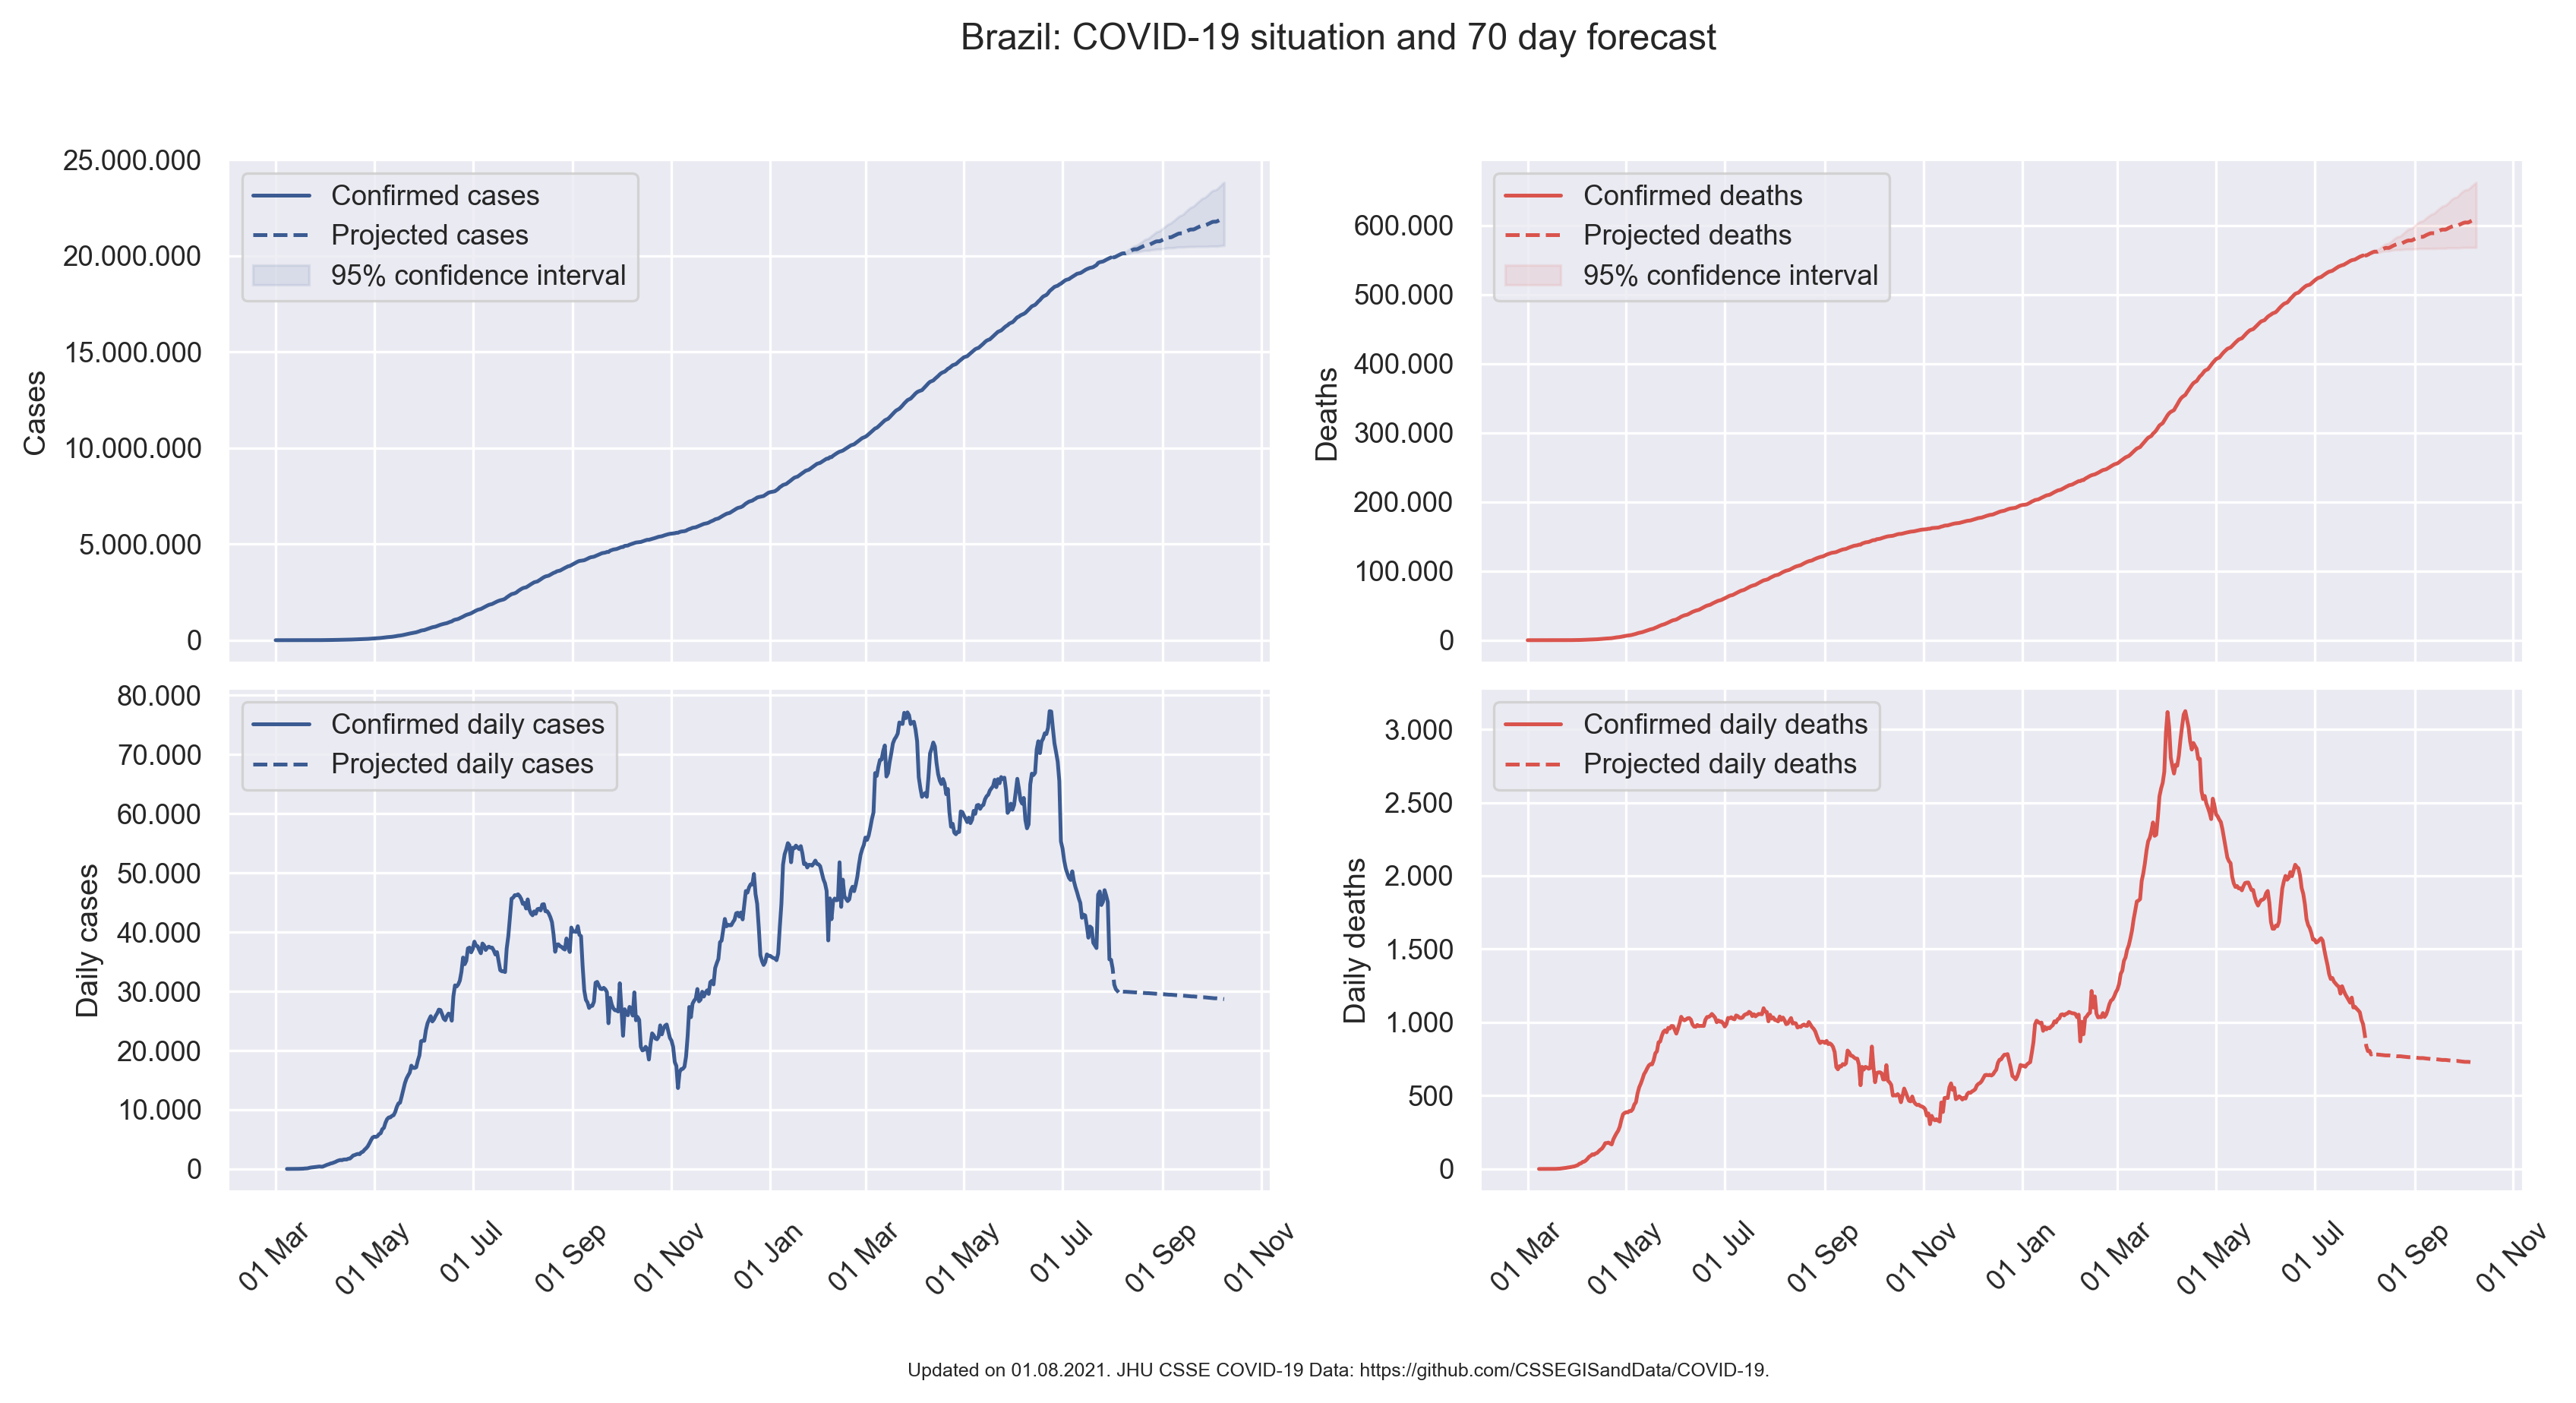 Brazil: COVID-19 situation and 70 day forecast
25.000.000
20.000.000
15.000.000
10.000.000
5.000.000
0
Cases
Confirmed cases
Projected cases
95% confidence interval
600.000
500.000
400.000
300.000
200.000
100.000
0
Deaths
Confirmed deaths
Projected deaths
95% confidence interval
80.000
70.000
60.000
50.000
40.000
30.000
20.000
10.000
0
Daily cases
Confirmed daily cases
Projected daily cases
01 Mar
01 May
01 Jul
01 Sep
01 Nov
01 Jan
01 Mar
01 May
01 Jul
01 Sep
01 Nov
3.000
2.500
2.000
1.500
1.000
500
0
Daily deaths
Confirmed daily deaths
Projected daily deaths
01 Mar
01 May
01 Jul
01 Sep
01 Nov
01 Jan
01 Mar
01 May
01 Jul
01 Sep
01 Nov
Updated on 01.08.2021. JHU CSSE COVID-19 Data: https://github.com/CSSEGISandData/COVID-19.